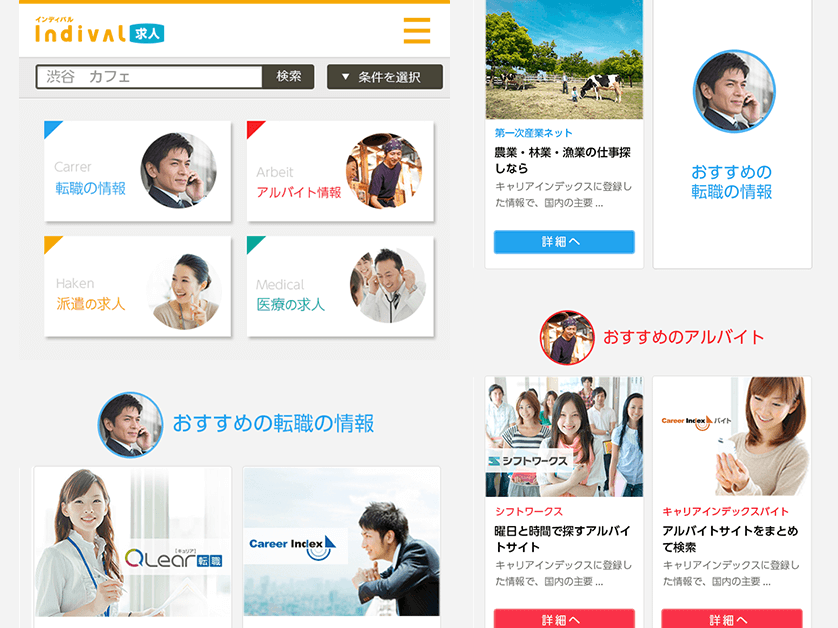 インディバル
Indival 求人
渋谷 カフェ
検索
▼ 条件を選択
Carrer
転職の情報
Arbeit
アルバイト情報
Haken
派遣の求人
Medical
医療の求人
おすすめの転職の情報
[キャリア]
QLear転職
Career Index
第一次産業ネット
農業・林業・漁業の仕事探
しなら
キャリアインデックスに登録し
た情報で、国内の主要 ...
詳細へ
おすすめの
転職の情報
おすすめのアルバイト
シフトワークス
シフトワークス
曜日と時間で探すアルバイ
トサイト
キャリアインデックスに登録し
た情報で、国内の主要 ...
詳細へ
Career Index バイト
キャリアインデックスバイト
アルバイトサイトをまとめ
て検索
キャリアインデックスに登録し
た情報で、国内の主要 ...
詳細へ